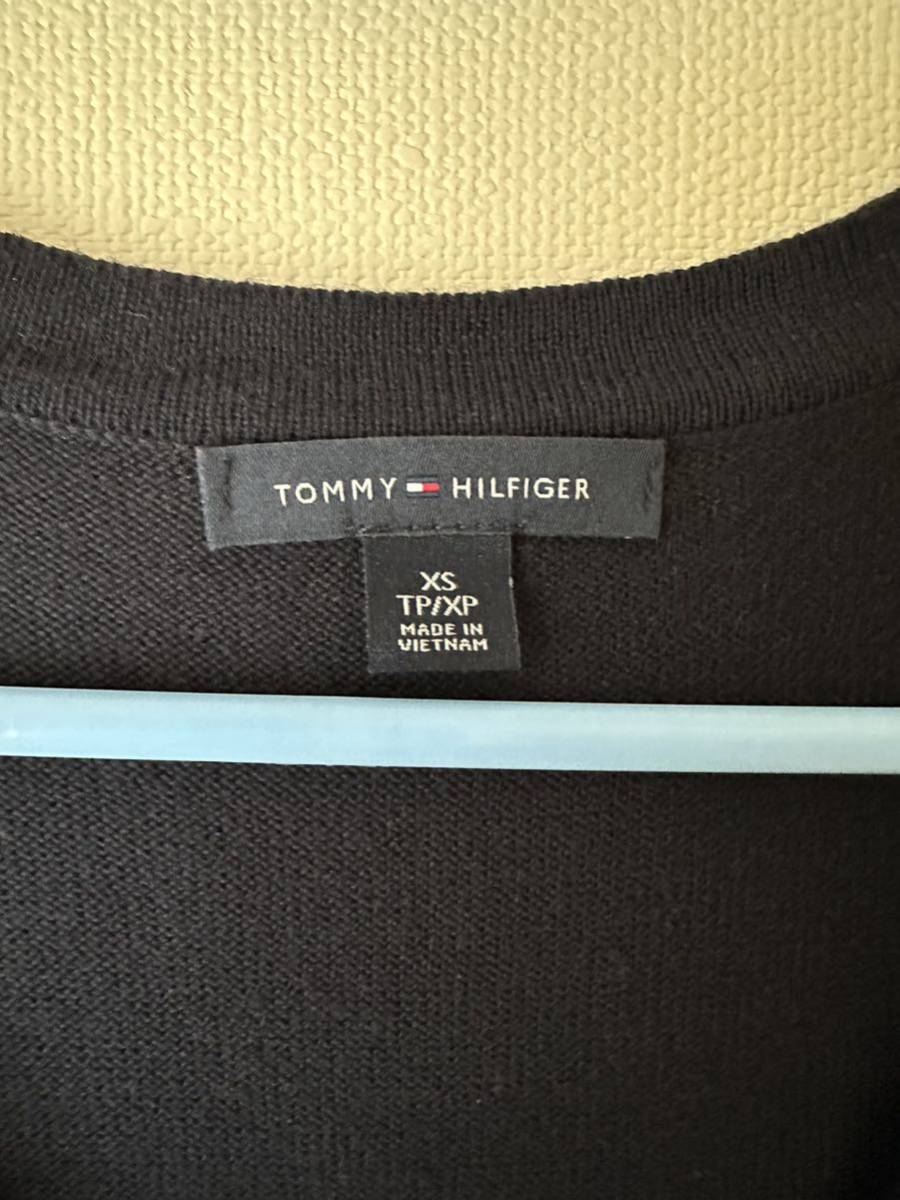 TOMMY HILFIGER
XS
TP/XP
MADE IN
VIETNAM